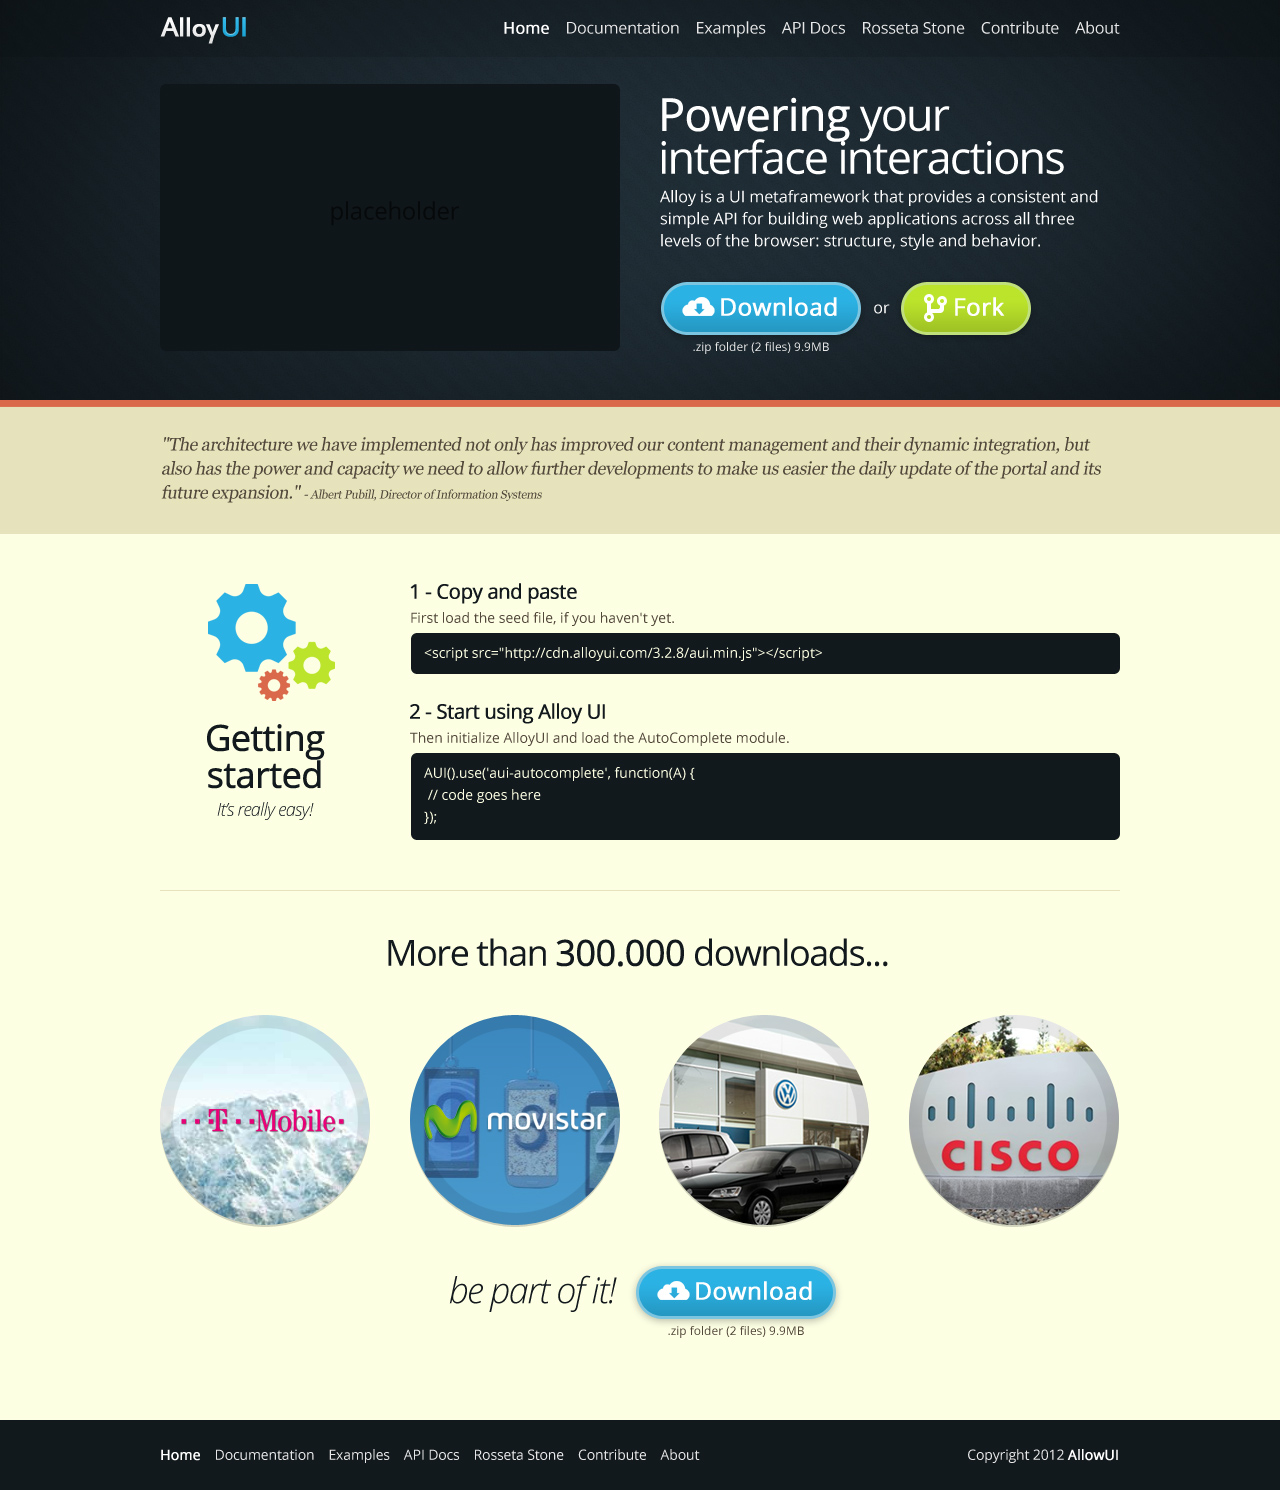 AlloyUI
Home Documentation Examples API Docs Rosseta Stone Contribute About
placeholder
Powering your
interface interactions
Alloy is a UI metaframework that provides a consistent and
simple API for building web applications across all three
levels of the browser: structure, style and behavior.
Download or Fork
.zip folder (2 files) 9.9MB
"The architecture we have implemented not only has improved our content management and their dynamic integration, but
also has the power and capacity we need to allow further developments to make us easier the daily update of the portal and its
future expansion." - Albert Pubill, Director of Information Systems
Getting
started
It's really easy!
1 - Copy and paste
First load the seed file, if you haven't yet.
<script src="http://cdn.alloyui.com/3.2.8/aui.min.js"></script>
2 - Start using Alloy UI
Then initialize AlloyUI and load the AutoComplete module.
AUI().use('aui-autocomplete', function(A) {
// code goes here
});
More than 300.000 downloads...
··T··Mobile·
movistar
CISCO
be part of it! Download
.zip folder (2 files) 9.9MB
Home Documentation Examples API Docs Rosseta Stone Contribute About
Copyright 2012 AllowUI